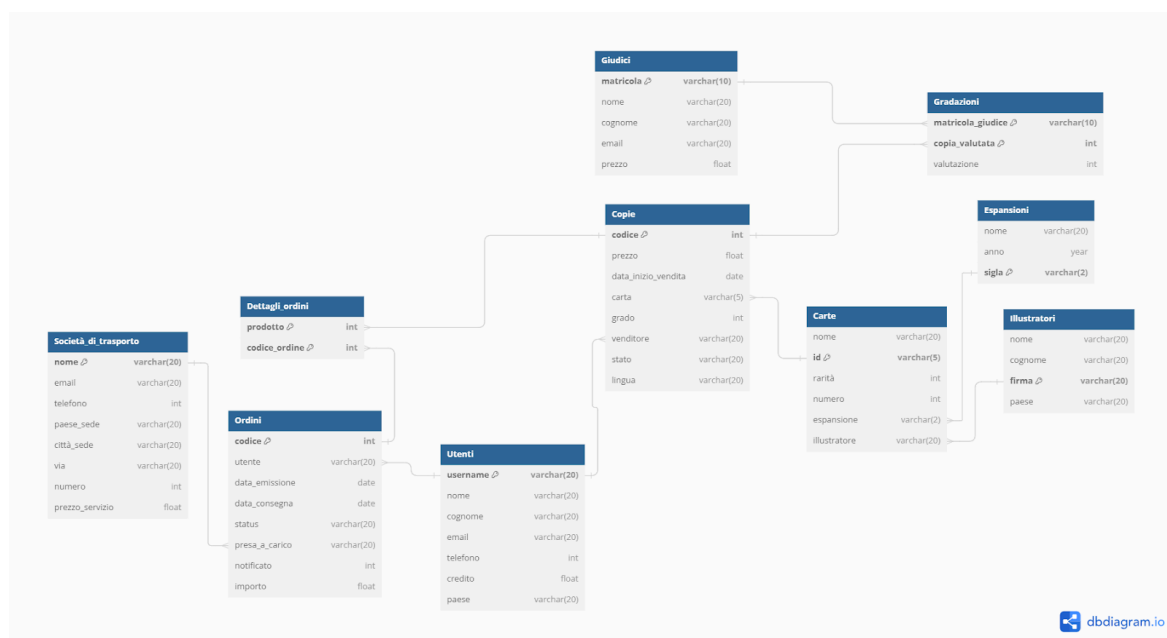 Giudici
matricola varchar(10)
nome varchar(20)
cognome varchar(20)
email varchar(20)
prezzo float
Gradazioni
matricola_giudice varchar(10)
copia_valutata int
valutazione int
Espansioni
nome varchar(20)
anno year
sigla varchar(2)
Copie
codice int
prezzo float
data_inizio_vendita date
carta varchar(5)
grado int
venditore varchar(20)
stato varchar(20)
lingua varchar(20)
Dettagli_ordini
prodotto int
codice_ordine int
Carte
nome varchar(20)
id varchar(5)
rarità int
numero int
espansione varchar(2)
illustratore varchar(20)
Illustratori
nome varchar(20)
cognome varchar(20)
firma varchar(20)
paese varchar(20)
Società_di_trasporto
nome varchar(20)
email varchar(20)
telefono int
paese_sede varchar(20)
città_sede varchar(20)
via varchar(20)
numero int
prezzo_servizio float
Ordini
codice int
utente varchar(20)
data_emissione date
data_consegna date
status varchar(20)
presa_a_carico varchar(20)
notificato int
importo float
Utenti
username varchar(20)
nome varchar(20)
cognome varchar(20)
email varchar(20)
telefono int
credito float
paese varchar(20)
dbdiagram.io